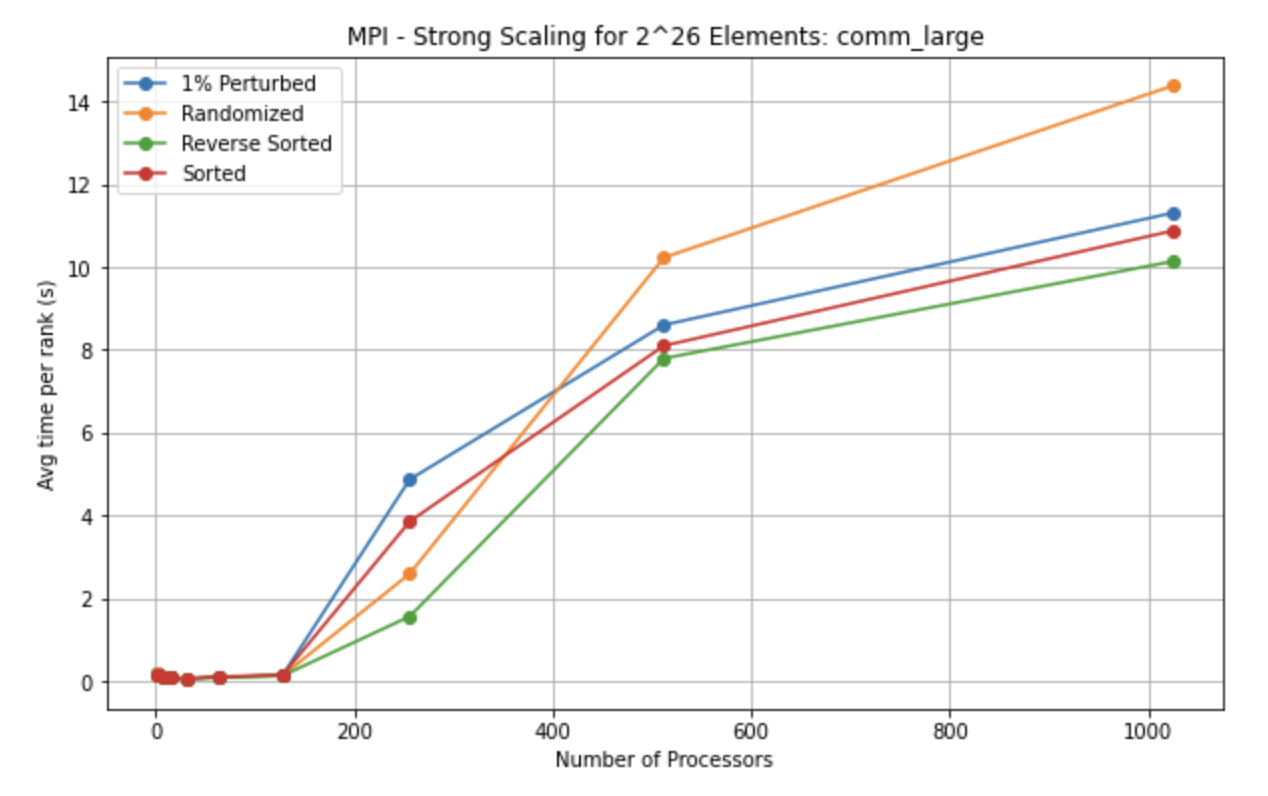 MPI - Strong Scaling for 2^26 Elements: comm_large
1% Perturbed
Randomized
Reverse Sorted
Sorted
14
12
10
8
6
4
2
0
Avg time per rank (s)
0 200 400 600 800 1000
Number of Processors